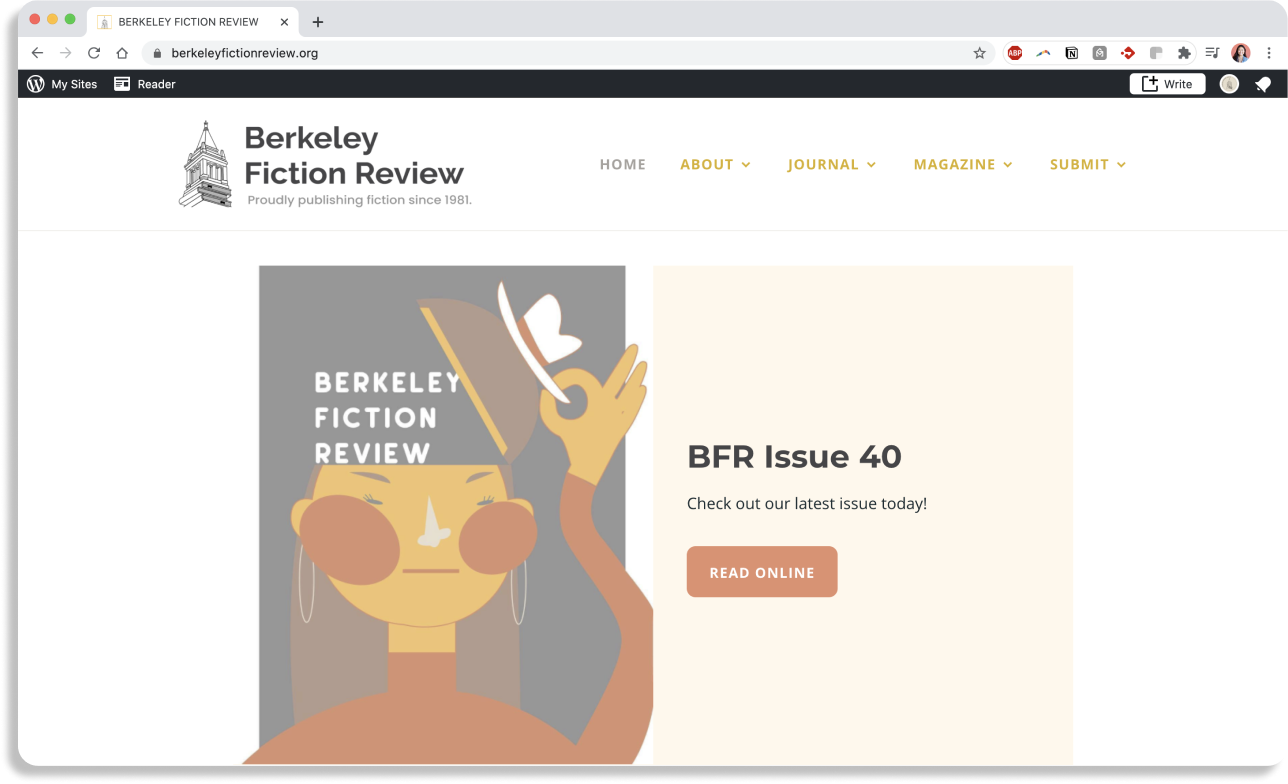 BERKELEY FICTION REVIEW
berkeleyfictionreview.org
ABP
My Sites
Reader
Write
Berkeley
Fiction Review
Proudly publishing fiction since 1981.
HOME
ABOUT
JOURNAL
MAGAZINE
SUBMIT
BERKELEY
FICTION
REVIEW
BFR Issue 40
Check out our latest issue today!
READ ONLINE